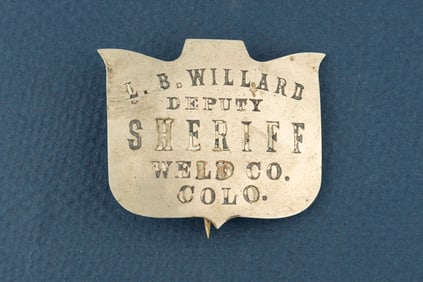 B. WILLARD
DEPUTY
SHERIFF
WELD CO.
COLO.